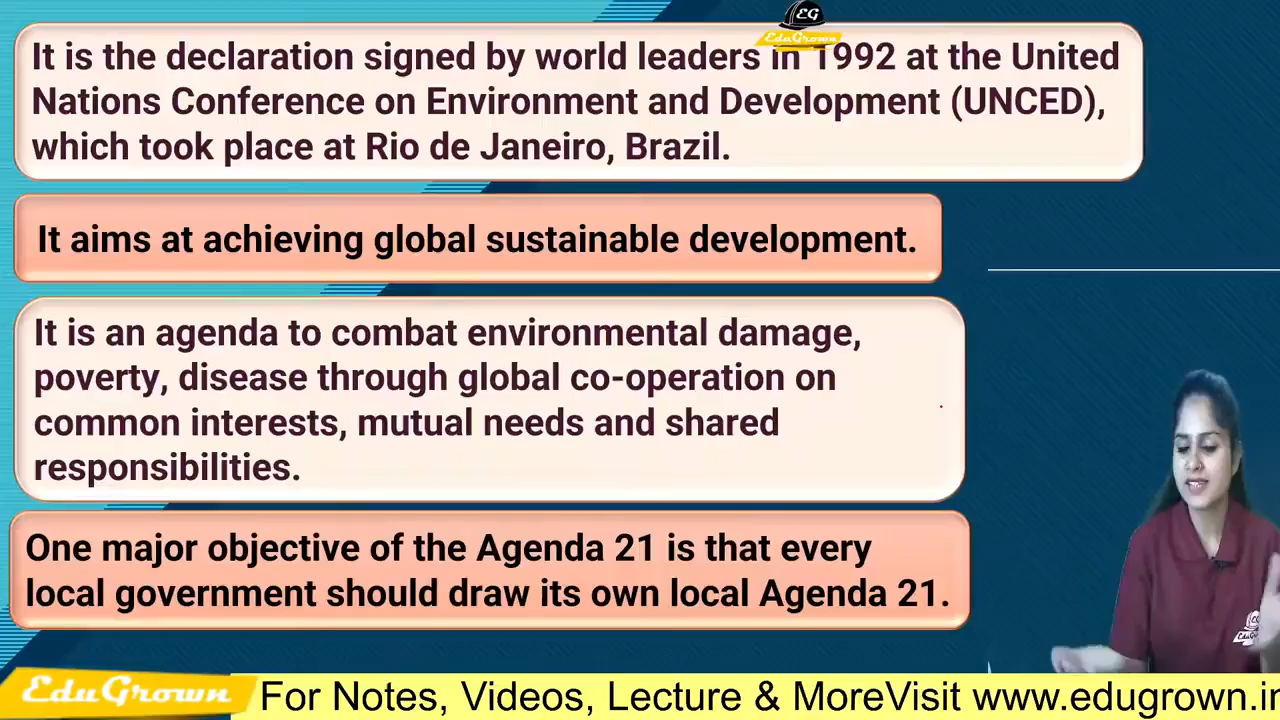 EG
EduGrown
It is the declaration signed by world leaders in 1992 at the United
Nations Conference on Environment and Development (UNCED),
which took place at Rio de Janeiro, Brazil.
It aims at achieving global sustainable development.
It is an agenda to combat environmental damage,
poverty, disease through global co-operation on
common interests, mutual needs and shared
responsibilities.
One major objective of the Agenda 21 is that every
local government should draw its own local Agenda 21.
EG
EduGrown
For Notes, Videos, Lecture & MoreVisit www.edugrown.in